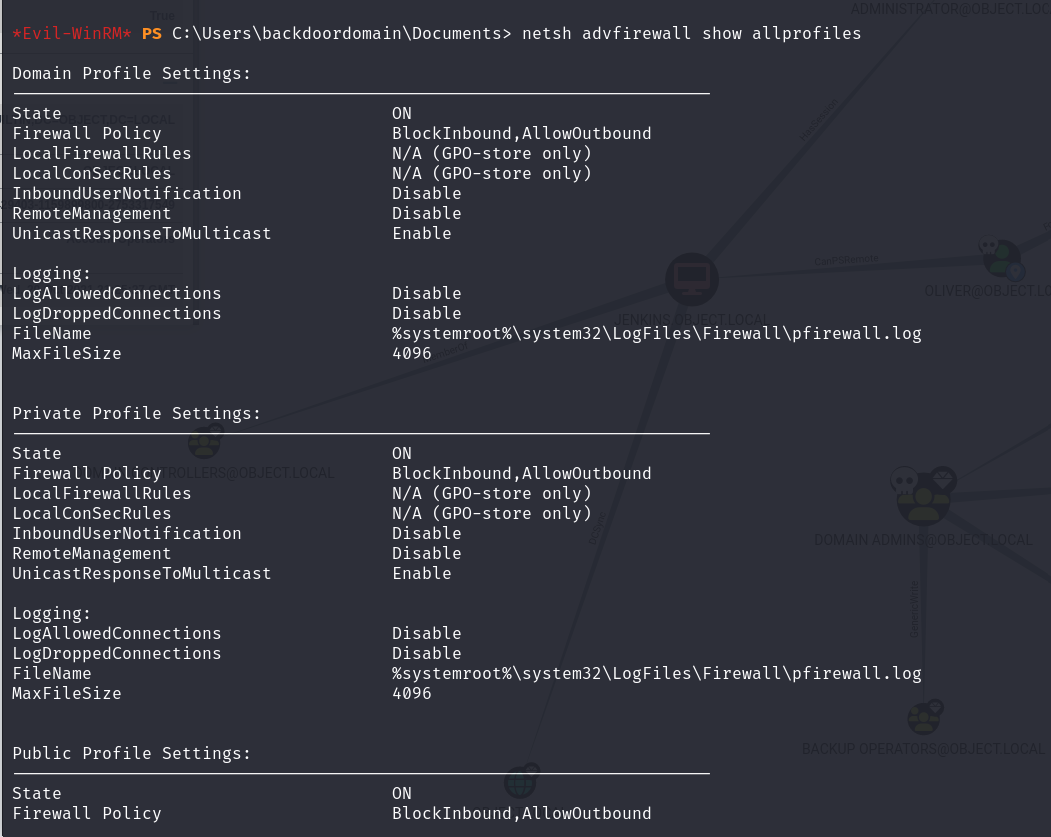 True
ADMINISTRATOR@OBJECT.LOC
*Evil-WinRM* PS C:\Users\backdoordomain\Documents> netsh advfirewall show allprofiles
Domain Profile Settings:
State ON
Firewall Policy BlockInbound,AllowOutbound
LocalFirewallRules N/A (GPO-store only)
LocalConSecRules N/A (GPO-store only)
InboundUserNotification Disable
RemoteManagement Disable
UnicastResponseToMulticast Enable
HasSession
CanPSRemote
OLIVER@OBJECT.LO
Logging:
LogAllowedConnections Disable
LogDroppedConnections Disable
JENKINS.OBJECT.LOCAL
FileName %systemroot%\system32\LogFiles\Firewall\pfirewall.log
MaxFileSize 4096
Private Profile Settings:
State ON
Firewall Policy BlockInbound,AllowOutbound
CONTROLLERS@OBJECT.LOCAL
LocalFirewallRules N/A (GPO-store only)
LocalConSecRules N/A (GPO-store only)
InboundUserNotification Disable
DOMAIN ADMINS@OBJECT.LOCAL
RemoteManagement Disable
UnicastResponseToMulticast Enable
GenericWrite
Logging:
LogAllowedConnections Disable
LogDroppedConnections Disable
FileName %systemroot%\system32\LogFiles\Firewall\pfirewall.log
MaxFileSize 4096
Public Profile Settings:
BACKUP OPERATORS@OBJECT.LOCAL
State ON
Firewall Policy BlockInbound,AllowOutbound